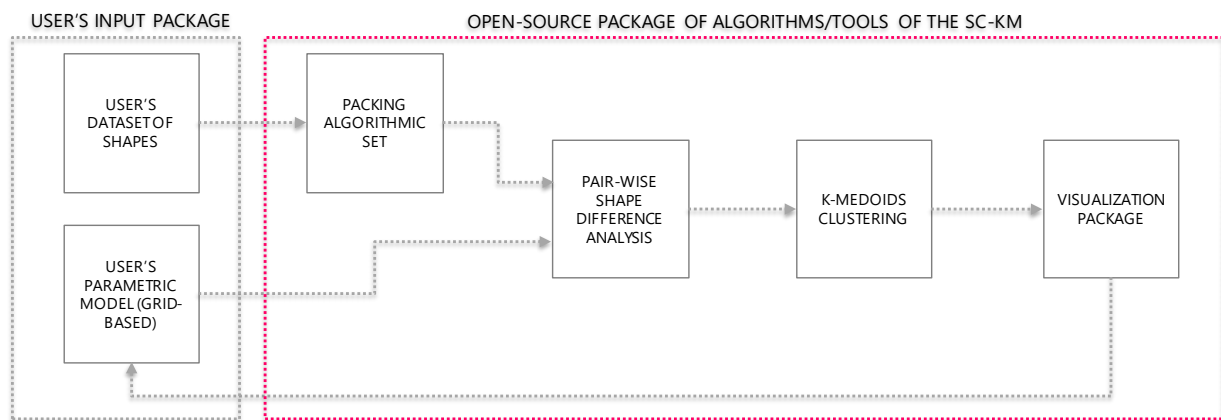 USER'S INPUT PACKAGE
OPEN-SOURCE PACKAGE OF ALGORITHMS/TOOLS OF THE SC-KM
USER'S
DATASET OF
SHAPES
PACKING
ALGORITHMIC
SET
PAIR-WISE
SHAPE
DIFFERENCE
ANALYSIS
K-MEDOIDS
CLUSTERING
VISUALIZATION
PACKAGE
USER'S
PARAMETRIC
MODEL (GRID-
BASED)